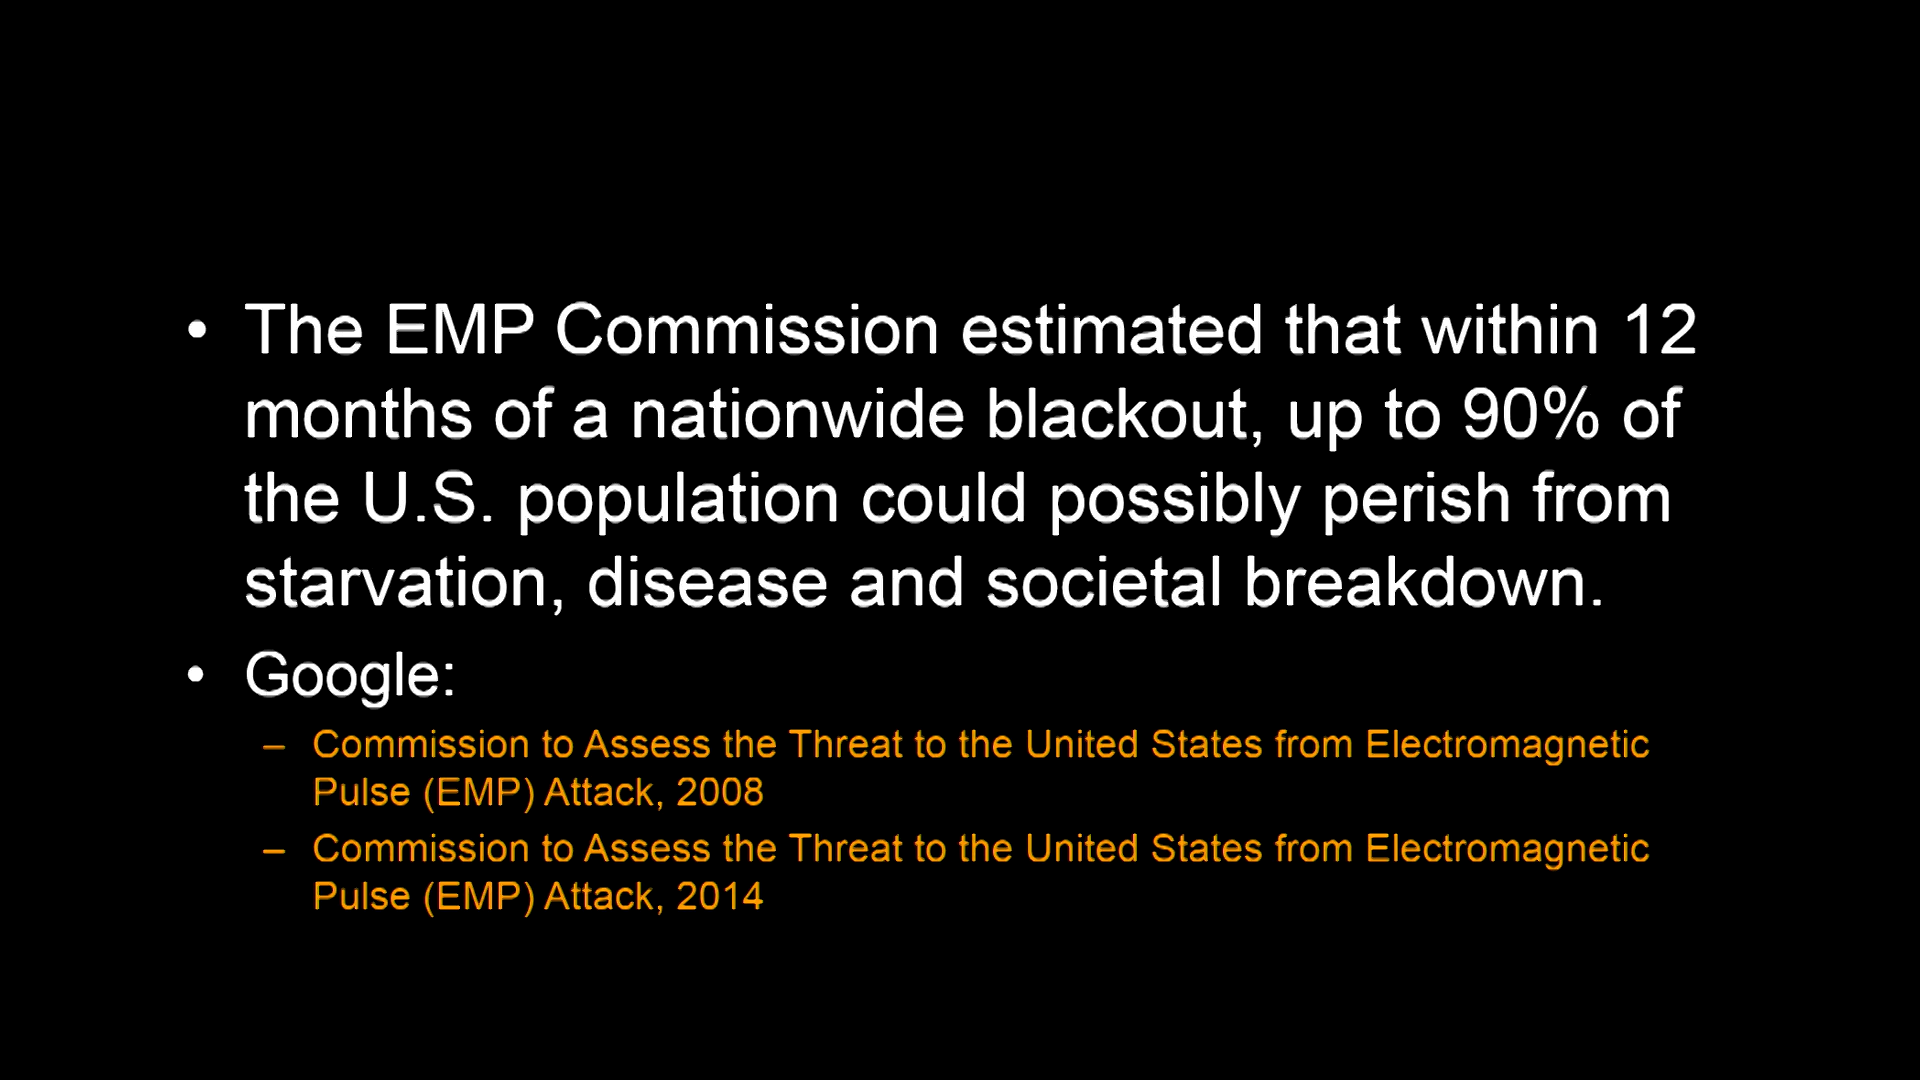 • The EMP Commission estimated that within 12
months of a nationwide blackout, up to 90% of
the U.S. population could possibly perish from
starvation, disease and societal breakdown.
• Google:
– Commission to Assess the Threat to the United States from Electromagnetic
Pulse (EMP) Attack, 2008
– Commission to Assess the Threat to the United States from Electromagnetic
Pulse (EMP) Attack, 2014